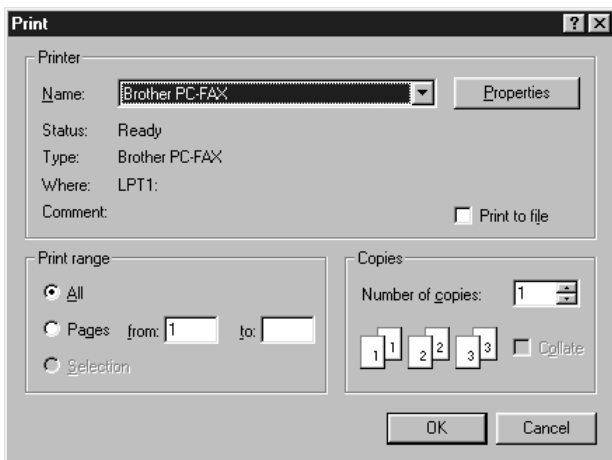 Print
Printer
Name: Brother PC-FAX Properties
Status: Ready
Type: Brother PC-FAX
Where: LPT1:
Comment: Print to file
Print range
All
Pages from: 1 to:
Selection
Copies
Number of copies: 1
1 1 2 2 3 3 Collate
OK Cancel